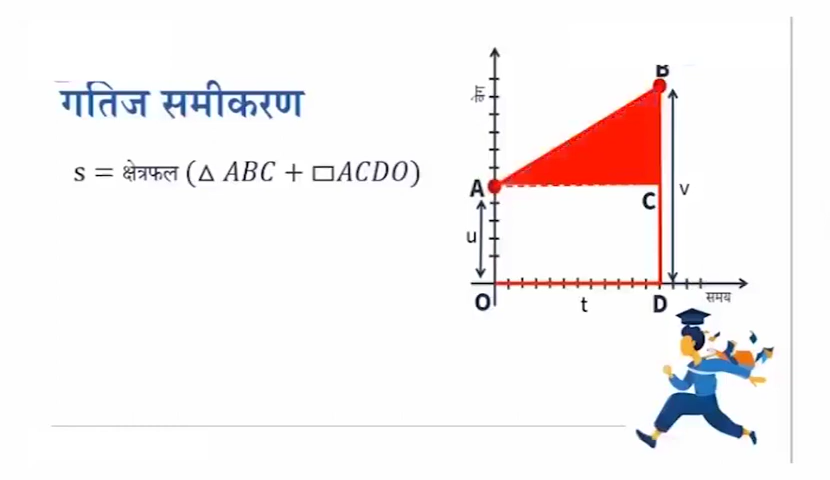 गतिज समीकरण
s = क्षेत्रफल (△ ABC + □ACDO)
वेग
B
A
C
v
u
O
t
D
समय